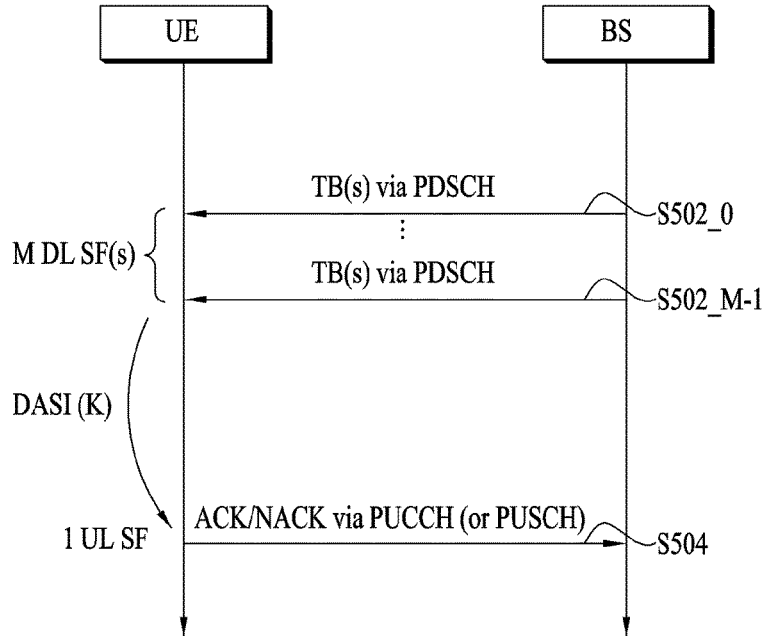 UE
BS
TB(s) via PDSCH
S502_0
M DL SF(s)
TB(s) via PDSCH
S502_M-1
DASI (K)
ACK/NACK via PUCCH (or PUSCH)
1 UL SF
S504